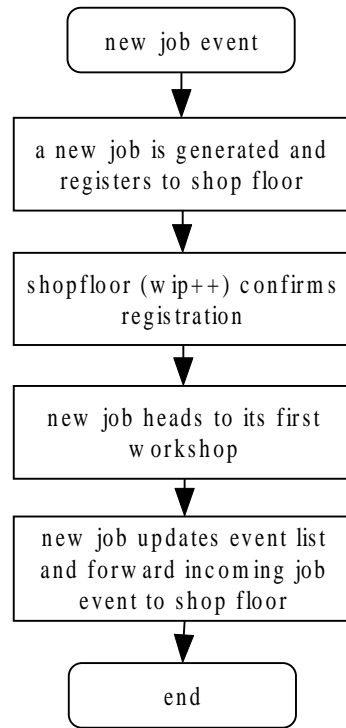 new job event
a new job is generated and
registers to shop floor
shopfloor (wip++) confirms
registration
new job heads to its first
workshop
new job updates event list
and forward incoming job
event to shop floor
end